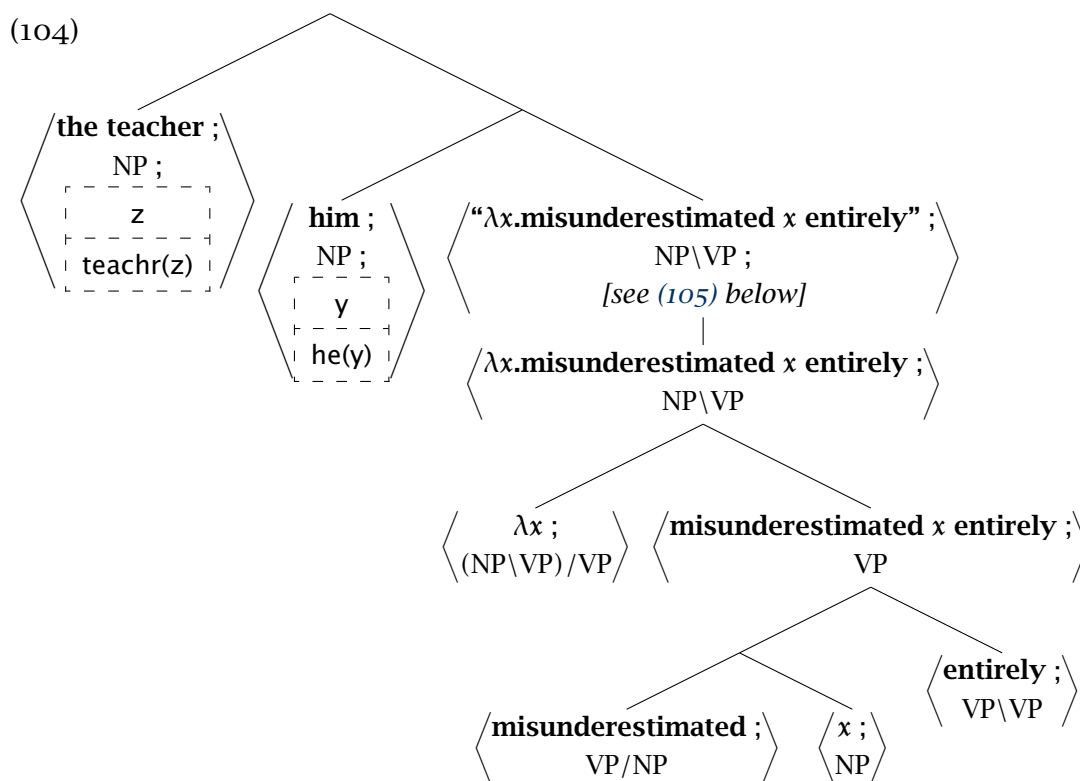 (104)
⟨the teacher ;
NP ;
z
teachr(z)⟩
⟨him ;
NP ;
y
he(y)⟩
⟨“λx.misunderestimated x entirely” ;
NP\VP ;
[see (105) below]⟩
⟨λx.misunderestimated x entirely ;
NP\VP⟩
⟨λx ;
(NP\VP)/VP⟩
⟨misunderestimated x entirely ;
VP⟩
⟨entirely ;
VP\VP⟩
⟨misunderestimated ;
VP/NP⟩
⟨x ;
NP⟩